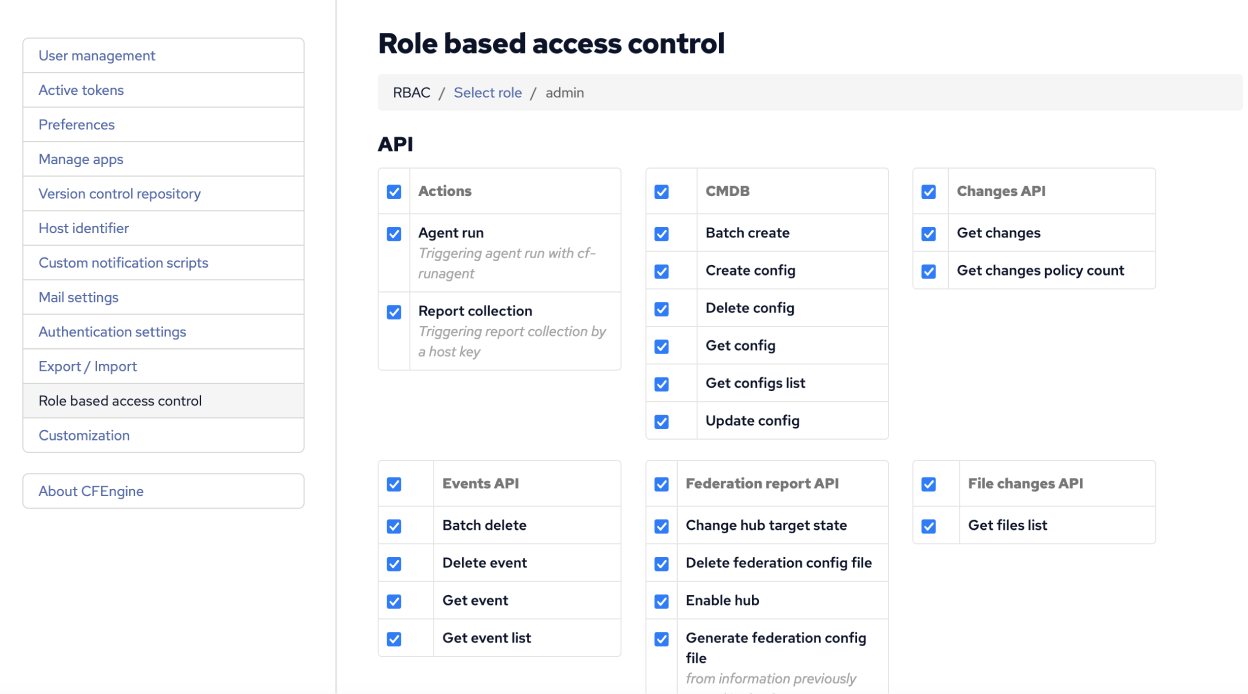 User management
Active tokens
Preferences
Manage apps
Version control repository
Host identifier
Custom notification scripts
Mail settings
Authentication settings
Export / Import
Role based access control
Customization
About CFEngine
Role based access control
RBAC / Select role / admin
API
Actions
Agent run
Triggering agent run with cf-
runagent
Report collection
Triggering report collection by
a host key
CMDB
Batch create
Create config
Delete config
Get config
Get configs list
Update config
Changes API
Get changes
Get changes policy count
Events API
Batch delete
Delete event
Get event
Get event list
Federation report API
Change hub target state
Delete federation config file
Enable hub
Generate federation config
file
from information previously
File changes API
Get files list